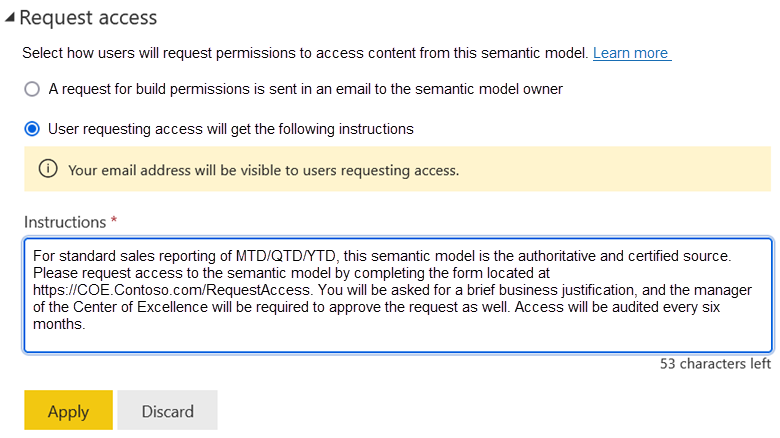 Request access
Select how users will request permissions to access content from this semantic model. Learn more
A request for build permissions is sent in an email to the semantic model owner
User requesting access will get the following instructions
Your email address will be visible to users requesting access.
Instructions *
For standard sales reporting of MTD/QTD/YTD, this semantic model is the authoritative and certified source.
Please request access to the semantic model by completing the form located at
https://COE.Contoso.com/RequestAccess. You will be asked for a brief business justification, and the manager
of the Center of Excellence will be required to approve the request as well. Access will be audited every six
months.
53 characters left
Apply
Discard